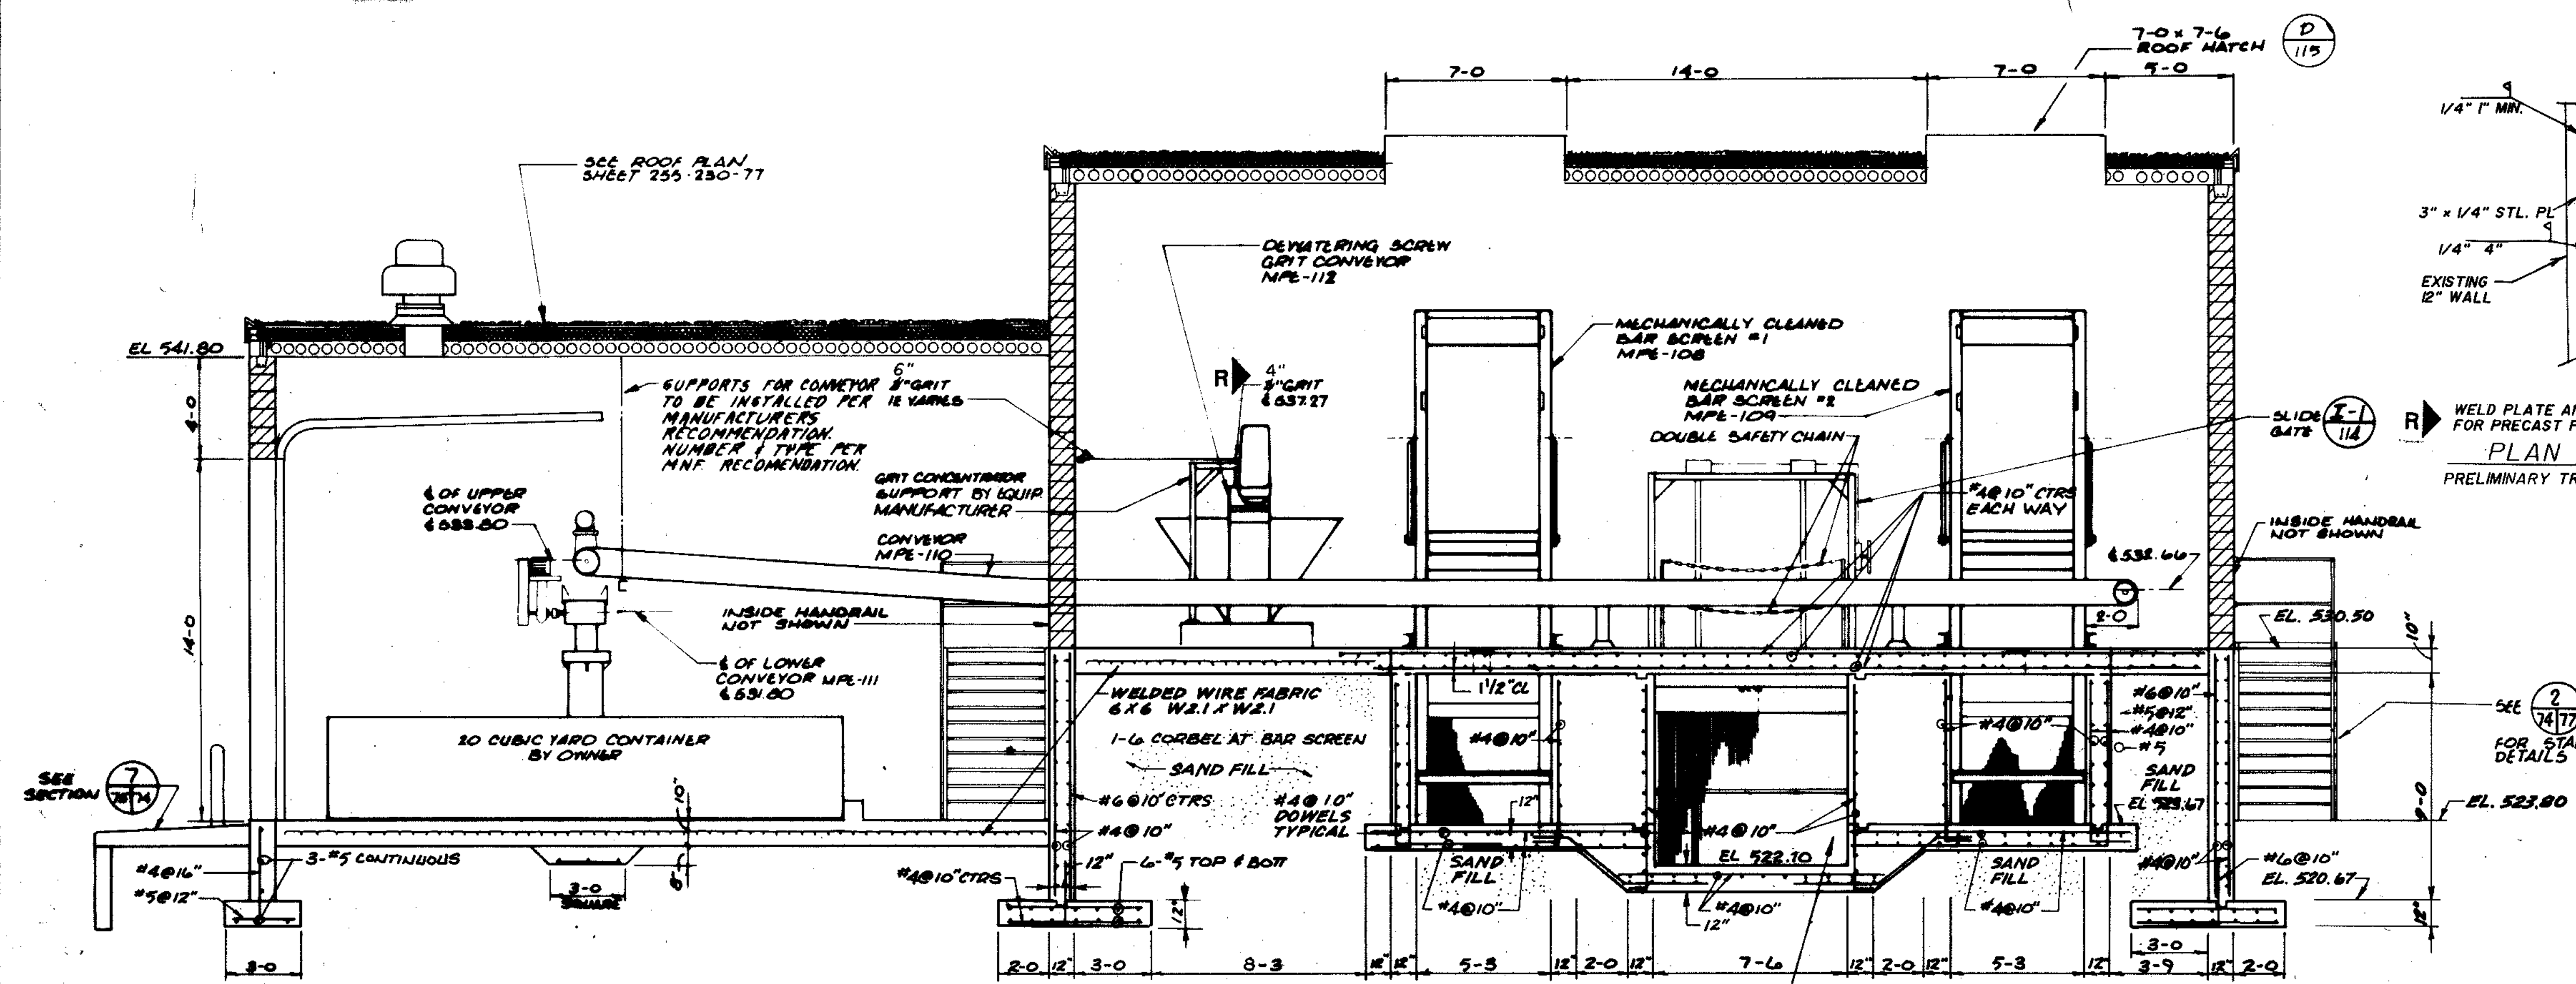 7-0 x 7-6
ROOF HATCH
D
115
7-0
14-0
7-0
5-0
1/4" 1" MIN.
3" x 1/4" STL. PL
1/4" 4"
EXISTING
12" WALL
R
WELD PLATE
FOR PRECAST
PLAN
PRELIMINARY
SEE ROOF PLAN
SHEET 255-230-77
DEWATERING SCREW
GRIT CONVEYOR
MPE-112
MECHANICALLY CLEANED
BAR SCREEN #1
MPE-108
MECHANICALLY CLEANED
BAR SCREEN #2
MPE-109
DOUBLE SAFETY CHAIN
SLIDE
GATE
I-1
114
EL 541.80
4-0
14-0
SUPPORTS FOR CONVEYOR
TO BE INSTALLED PER
MANUFACTURERS
RECOMMENDATION.
NUMBER & TYPE PER
MNF. RECOMENDATION.
6"
GRIT
VARIES
R
4"
GRIT
537.27
GRIT CONCENTRATOR
SUPPORT BY EQUIP.
MANUFACTURER
CONVEYOR
MPE-110
℄ OF UPPER
CONVEYOR
℄ 533.80
#4@10" CTRS
EACH WAY
INSIDE HANDRAIL
NOT SHOWN
℄ 532.66
2-0
INSIDE HANDRAIL
NOT SHOWN
℄ OF LOWER
CONVEYOR MPE-111
℄ 531.80
EL. 530.50
10"
9-0
WELDED WIRE FABRIC
6X6 W2.1 X W2.1
1 1/2" CL
1-6 CORBEL AT BAR SCREEN
SAND FILL
20 CUBIC YARD CONTAINER
BY OWNER
#4@10"
#4@10"
#6@10"
#5@12"
#4@10"
#5
SAND
FILL
EL 523.67
SEE
2
74 77
FOR
DETAILS
EL. 523.80
SEE
SECTION
7
76 74
10"
#6@10" CTRS
#4@10"
DOWELS
TYPICAL
12"
#4@10"
#4@10"
EL 522.10
3-#5 CONTINUOUS
#4@16"
#5@12"
8"
3-0
SQUARE
12"
6-#5 TOP & BOTT
#4@10" CTRS
12"
SAND
FILL
#4@10"
#4@10"
12"
SAND
FILL
#4@10"
#4@10"
#6@10"
EL. 520.67
12"
3-0
3-0
2-0
12"
3-0
8-3
12"
12"
5-3
12"
2-0
12"
7-6
12"
2-0
12"
5-3
12"
3-9
12"
2-0